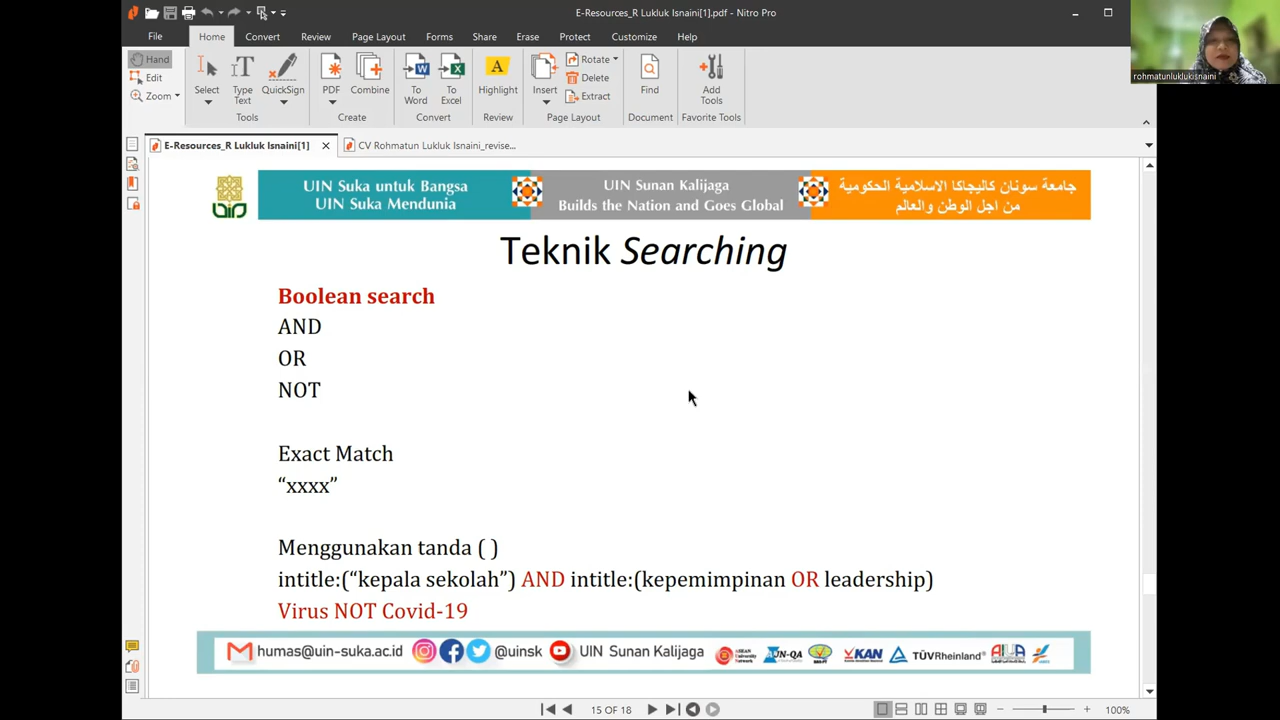 E-Resources_R Lukluk Isnaini[1].pdf - Nitro Pro
File Home Convert Review Page Layout Forms Share Erase Protect Customize Help
Hand
Edit
Zoom
Select
Type Text
QuickSign
Tools
PDF
Combine
Create
To Word
To Excel
Convert
Highlight
Review
Insert
Rotate
Delete
Extract
Page Layout
Find
Document
Add Tools
Favorite Tools
rohmatunluklukisnaini
E-Resources_R Lukluk Isnaini[1]
CV Rohmatun Lukluk Isnaini_revise...
UIN Suka untuk Bangsa
UIN Suka Mendunia
UIN Sunan Kalijaga
Builds the Nation and Goes Global
جامعة سونان كاليجاكا الاسلامية الحكومية
من اجل الوطن والعالم
Teknik Searching
Boolean search
AND
OR
NOT
Exact Match
“xxxx”
Menggunakan tanda ( )
intitle:(“kepala sekolah”) AND intitle:(kepemimpinan OR leadership)
Virus NOT Covid-19
humas@uin-suka.ac.id @uinsk UIN Sunan Kalijaga
KAN
TÜVRheinland
15 OF 18
100%